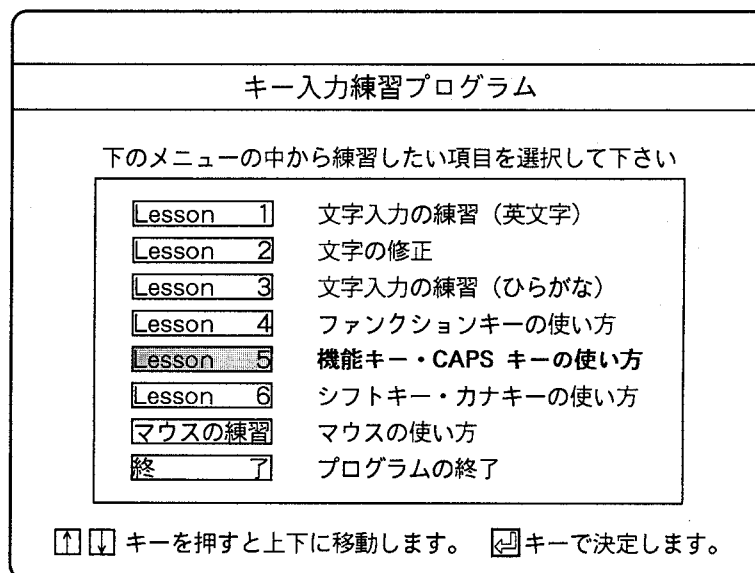 キー入力練習プログラム
下のメニューの中から練習したい項目を選択して下さい
Lesson 1 文字入力の練習（英文字）
Lesson 2 文字の修正
Lesson 3 文字入力の練習（ひらがな）
Lesson 4 ファンクションキーの使い方
Lesson 5 機能キー・CAPS キーの使い方
Lesson 6 シフトキー・カナキーの使い方
マウスの練習 マウスの使い方
終 了 プログラムの終了
↑ ↓ キーを押すと上下に移動します。 ↵ キーで決定します。